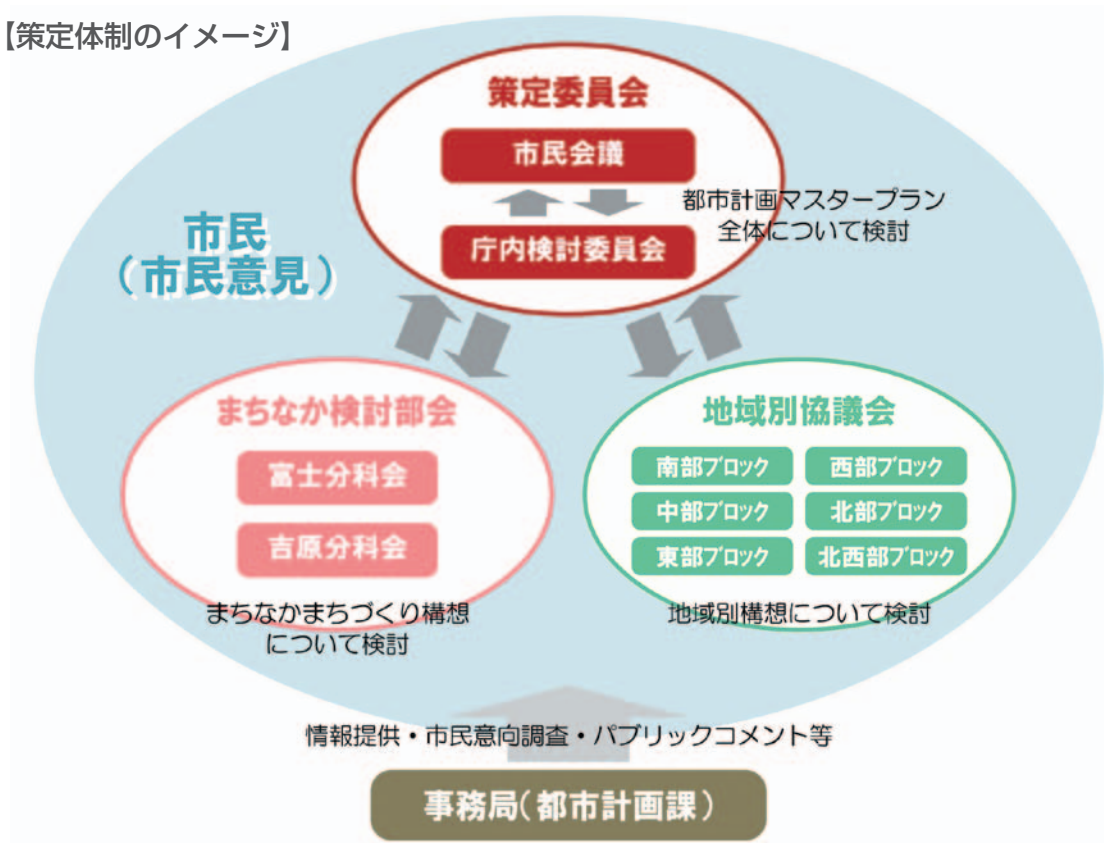 【策定体制のイメージ】
策定委員会
市民会議
庁内検討委員会
都市計画マスタープラン
全体について検討
市民
（市民意見）
まちなか検討部会
富士分科会
吉原分科会
まちなかまちづくり構想
について検討
地域別協議会
南部ブロック
西部ブロック
中部ブロック
北部ブロック
東部ブロック
北西部ブロック
地域別構想について検討
情報提供・市民意向調査・パブリックコメント等
事務局（都市計画課）